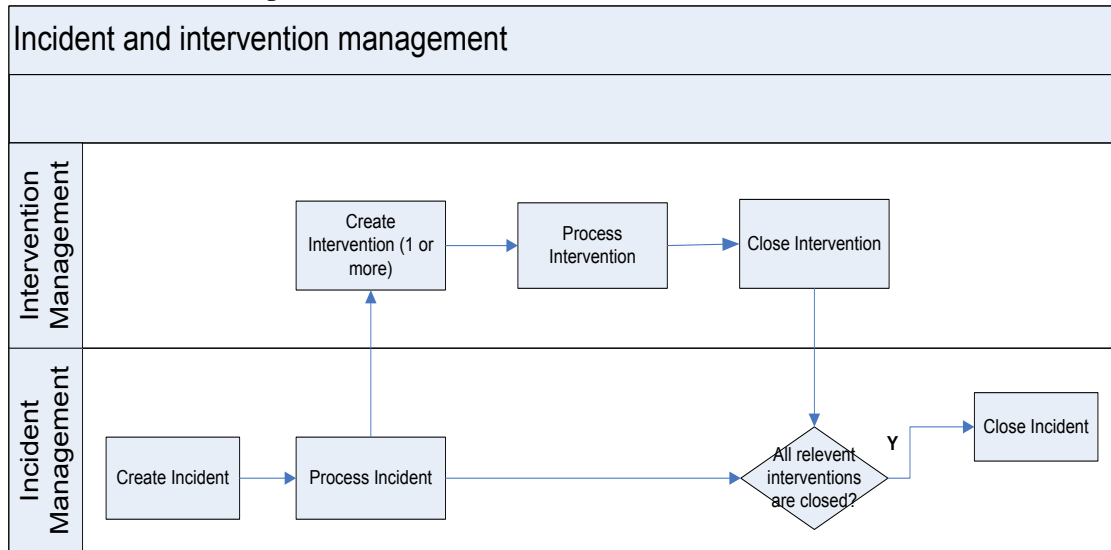 Incident and intervention management
Intervention
Management
Create
Intervention (1 or
more)
Process
Intervention
Close Intervention
Incident
Management
Create Incident
Process Incident
All relevent
interventions
are closed?
Y
Close Incident